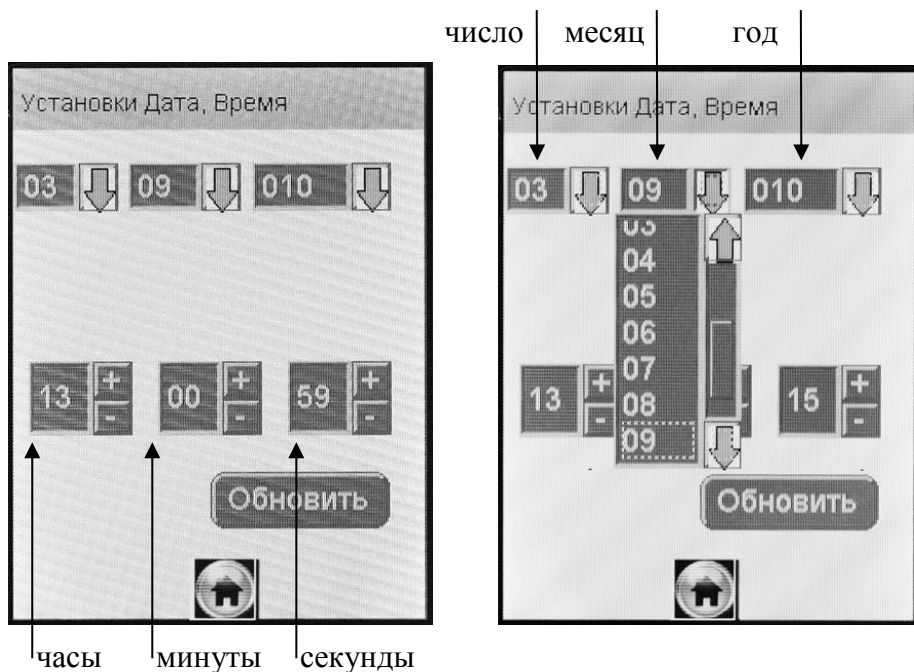 число месяц год
Установки Дата, Время
03 09 010
13 00 59
+ + +
- - -
Обновить
часы минуты секунды
Установки Дата, Время
03 09 010
03
04
05
06
07
08
09
13 + 15 +
- -
Обновить